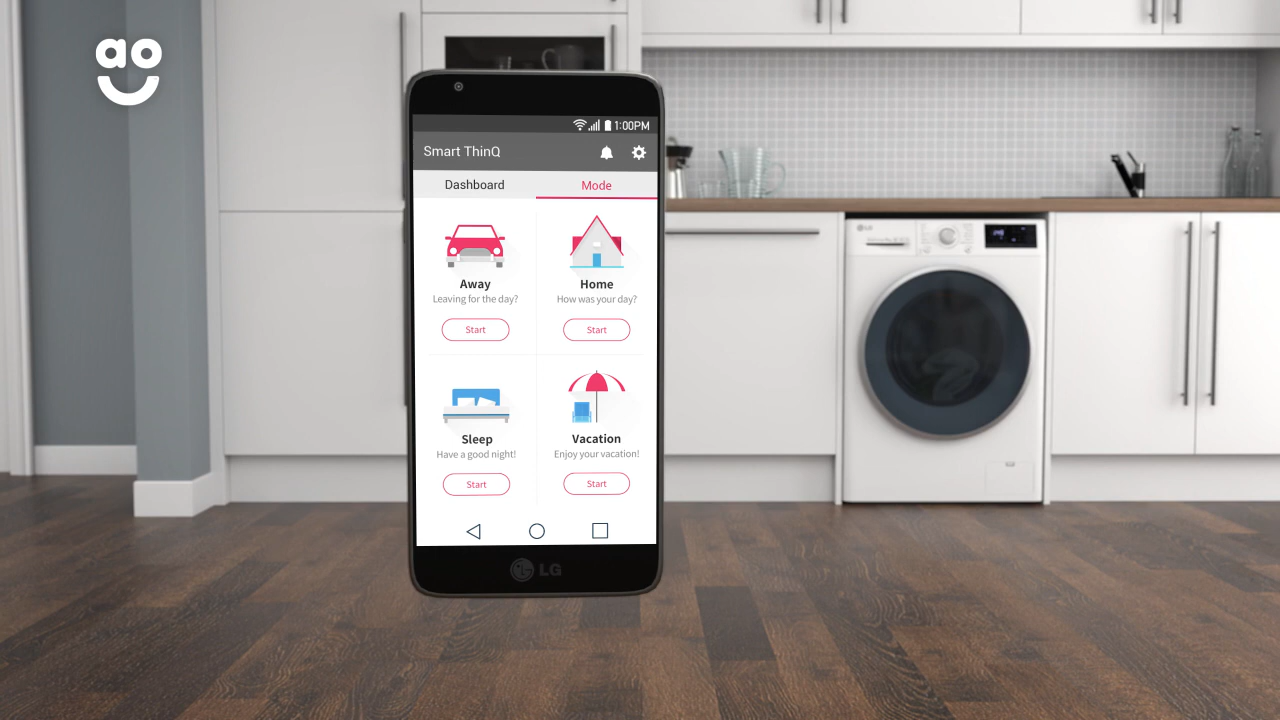 ao
1:00PM
Smart ThinQ
Dashboard
Mode
Away
Leaving for the day?
Start
Home
How was your day?
Start
Sleep
Have a good night!
Start
Vacation
Enjoy your vacation!
Start
LG
LG